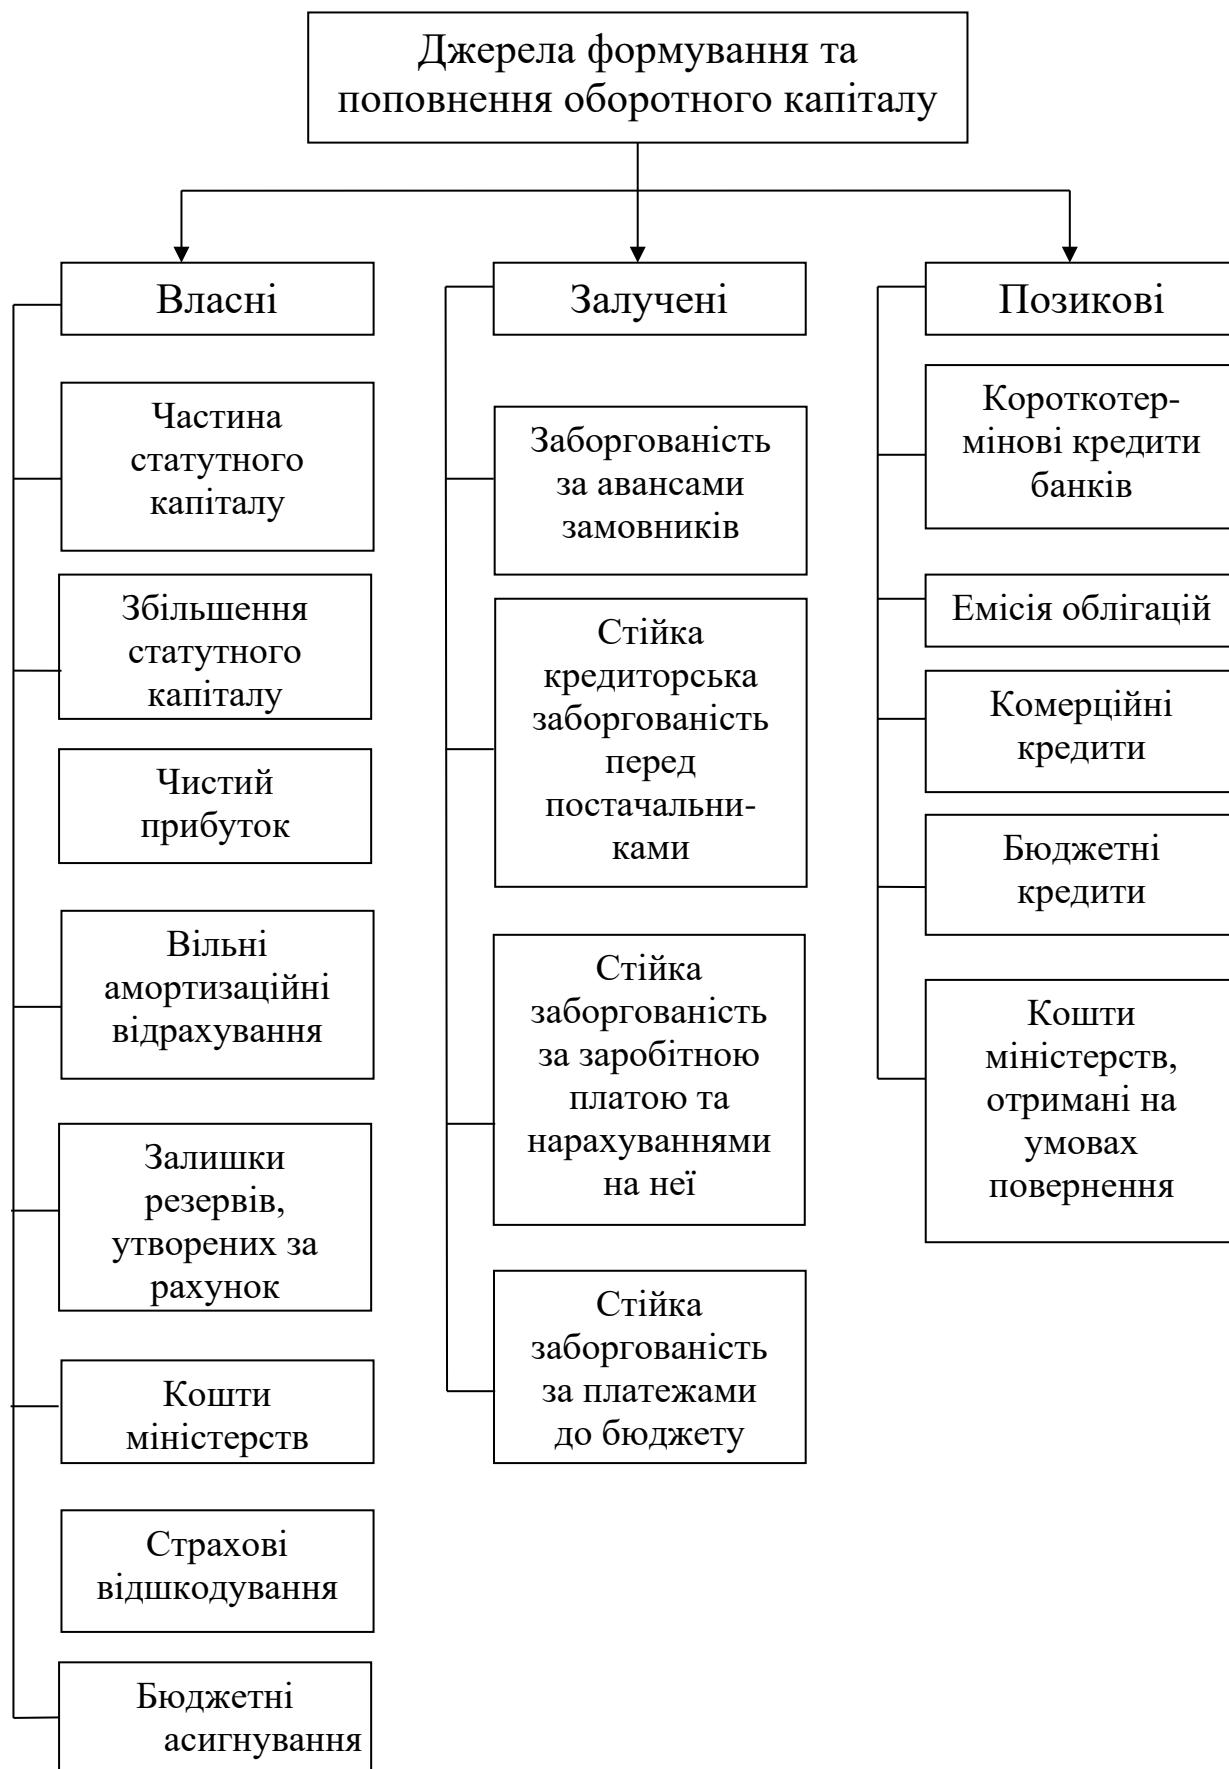 Джерела формування та
поповнення оборотного капіталу
Власні
Частина
статутного
капіталу
Збільшення
статутного
капіталу
Чистий
прибуток
Вільні
амортизаційні
відрахування
Залишки
резервів,
утворених за
рахунок
Кошти
міністерств
Страхові
відшкодування
Бюджетні
асигнування
Залучені
Заборгованість
за авансами
замовників
Стійка
кредиторська
заборгованість
перед
постачальни-
ками
Стійка
заборгованість
за заробітною
платою та
нарахуваннями
на неї
Стійка
заборгованість
за платежами
до бюджету
Позикові
Короткотер-
мінові кредити
банків
Емісія облігацій
Комерційні
кредити
Бюджетні
кредити
Кошти
міністерств,
отримані на
умовах
повернення